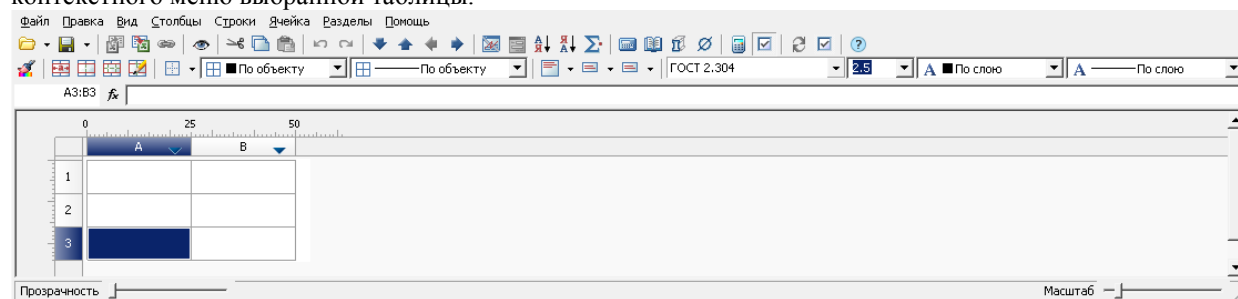 контекстного меню выбранной таблицы.
Файл Правка Вид Столбцы Строки Ячейка Разделы Помощь
По объекту По объекту ГОСТ 2.304 2.5 A По слою A По слою
A3:B3 fx
0 25 50
A B
1
2
3
Прозрачность Масштаб